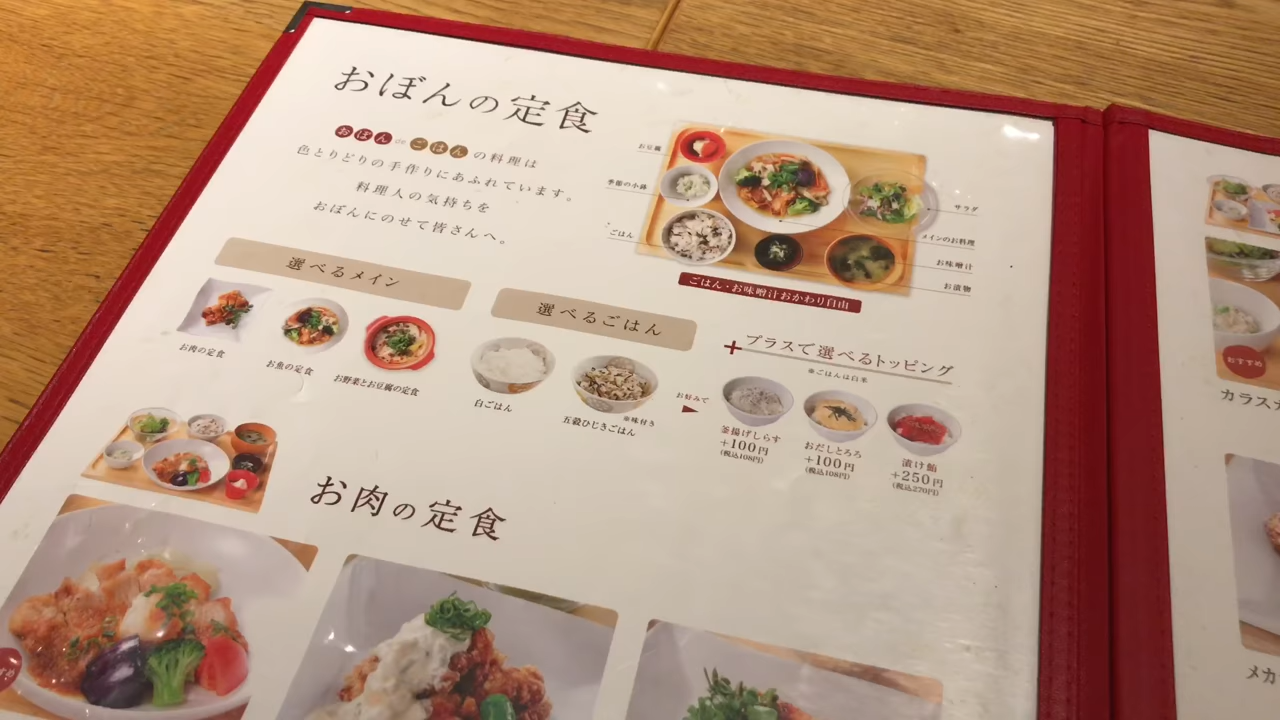 おぼんの定食
おぼん de ごはん の料理は
色とりどりの手作りにあふれています。
料理人の気持ちを
おぼんにのせて皆さんへ。
お豆腐
季節の小鉢
ごはん
サラダ
メインのお料理
お味噌汁
お漬物
ごはん・お味噌汁おかわり自由
選べるメイン
お肉の定食
お魚の定食
お野菜とお豆腐の定食
選べるごはん
白ごはん
五穀ひじきごはん
※味付き
お好みで
+ プラスで選べるトッピング
※ごはんは白米
釜揚げしらす
+100円
(税込108円)
おだしとろろ
+100円
(税込108円)
漬け鮪
+250円
(税込270円)
お肉の定食
おすすめ
カラス
メカ